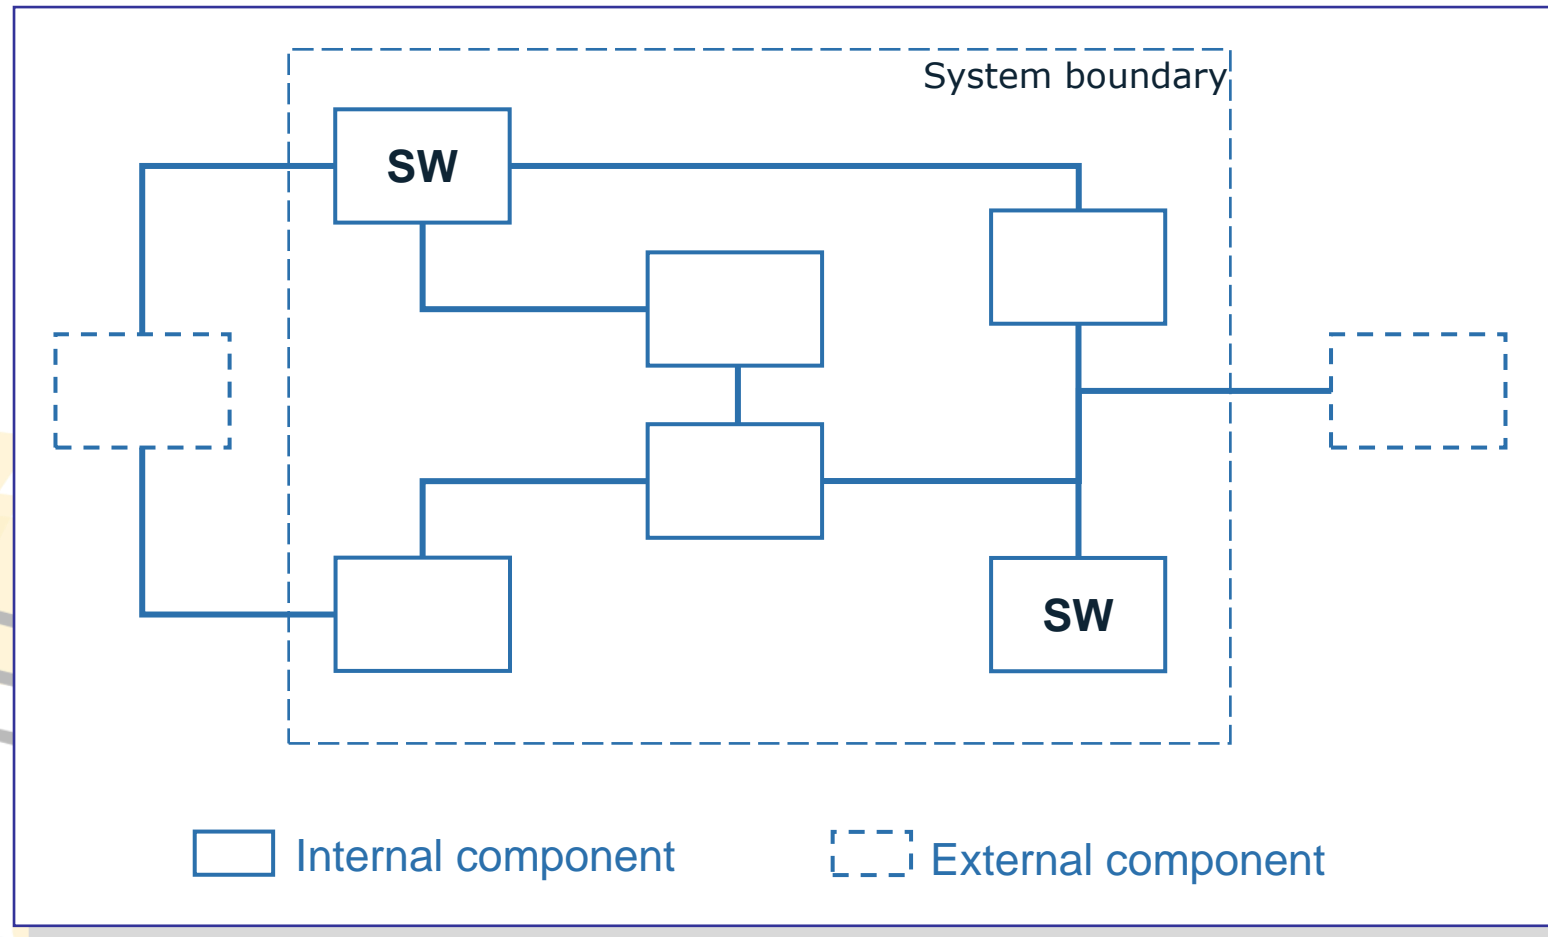 System boundary
SW
SW
Internal component
External component